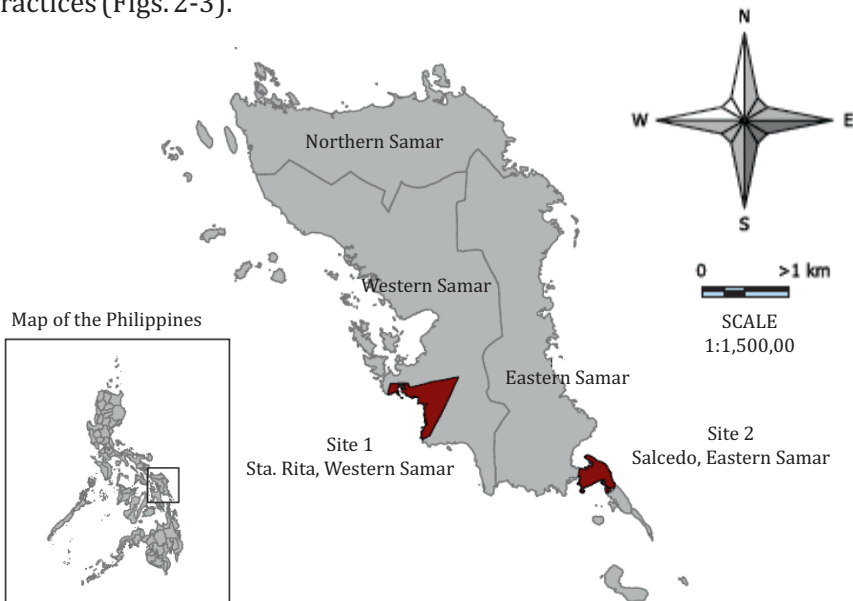 ractices (Figs. 2-3).
N
W
E
S
Northern Samar
Western Samar
Eastern Samar
0 >1 km
SCALE
1:1,500,00
Map of the Philippines
Site 1
Sta. Rita, Western Samar
Site 2
Salcedo, Eastern Samar